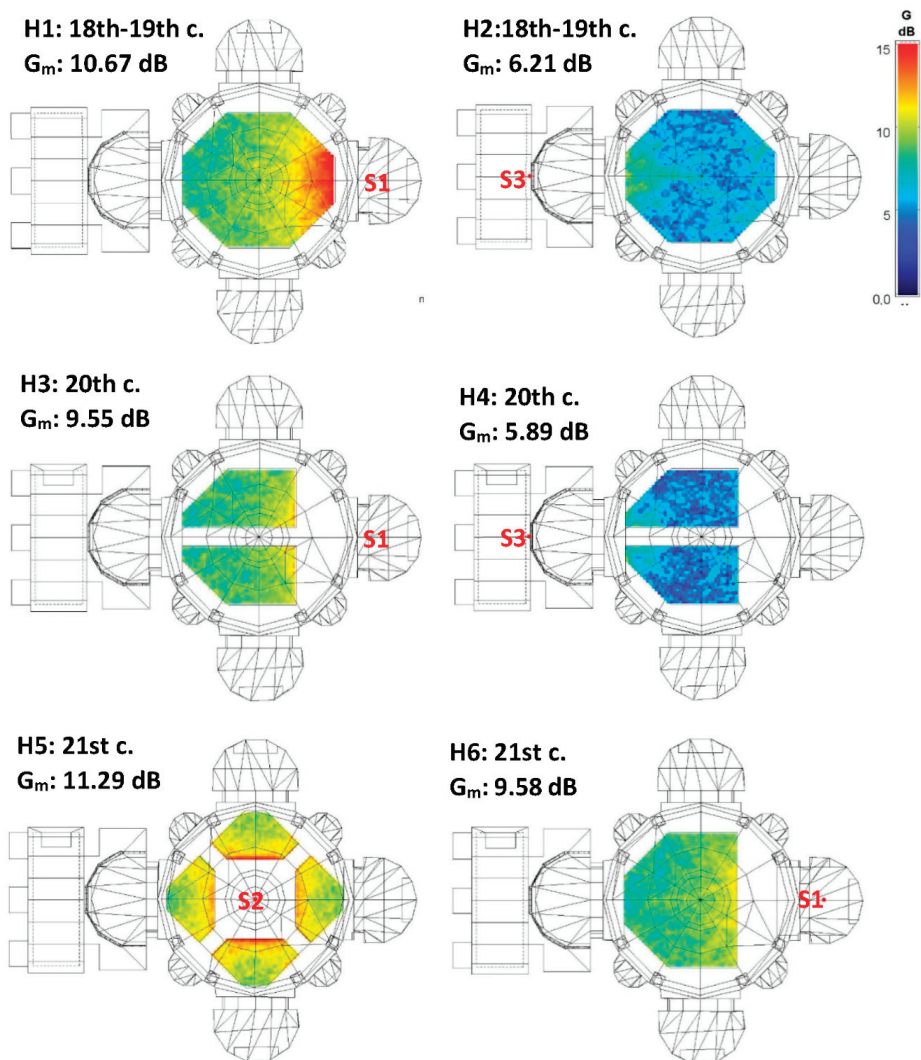 H1: 18th-19th c.
Gm: 10.67 dB
S1
H2:18th-19th c.
Gm: 6.21 dB
S3
G
dB
15
10
5
0.0
n
H3: 20th c.
Gm: 9.55 dB
S1
H4: 20th c.
Gm: 5.89 dB
S3
H5: 21st c.
Gm: 11.29 dB
S2
H6: 21st c.
Gm: 9.58 dB
S1